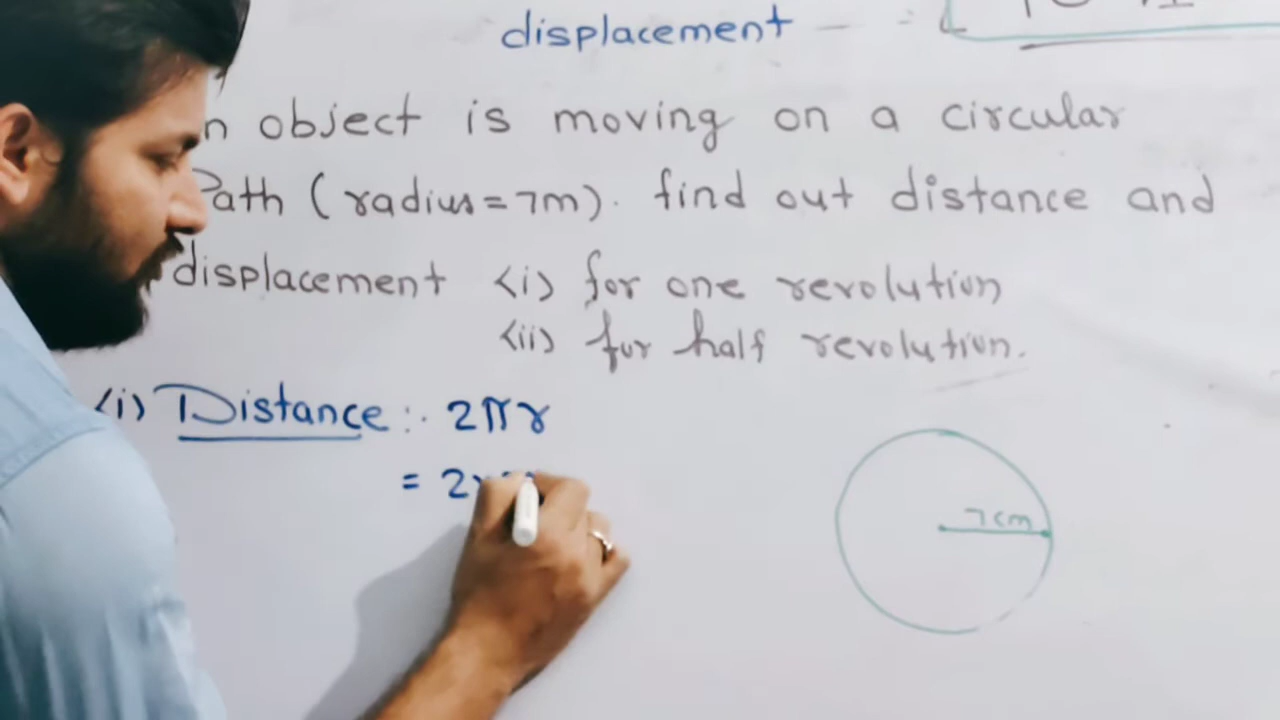 displacement
object is moving on a circular
Path (radius=7m). find out distance and
displacement <i> for one revolution
<ii> for half revolution.
<i> Distance :- 2πr
= 2x
7cm